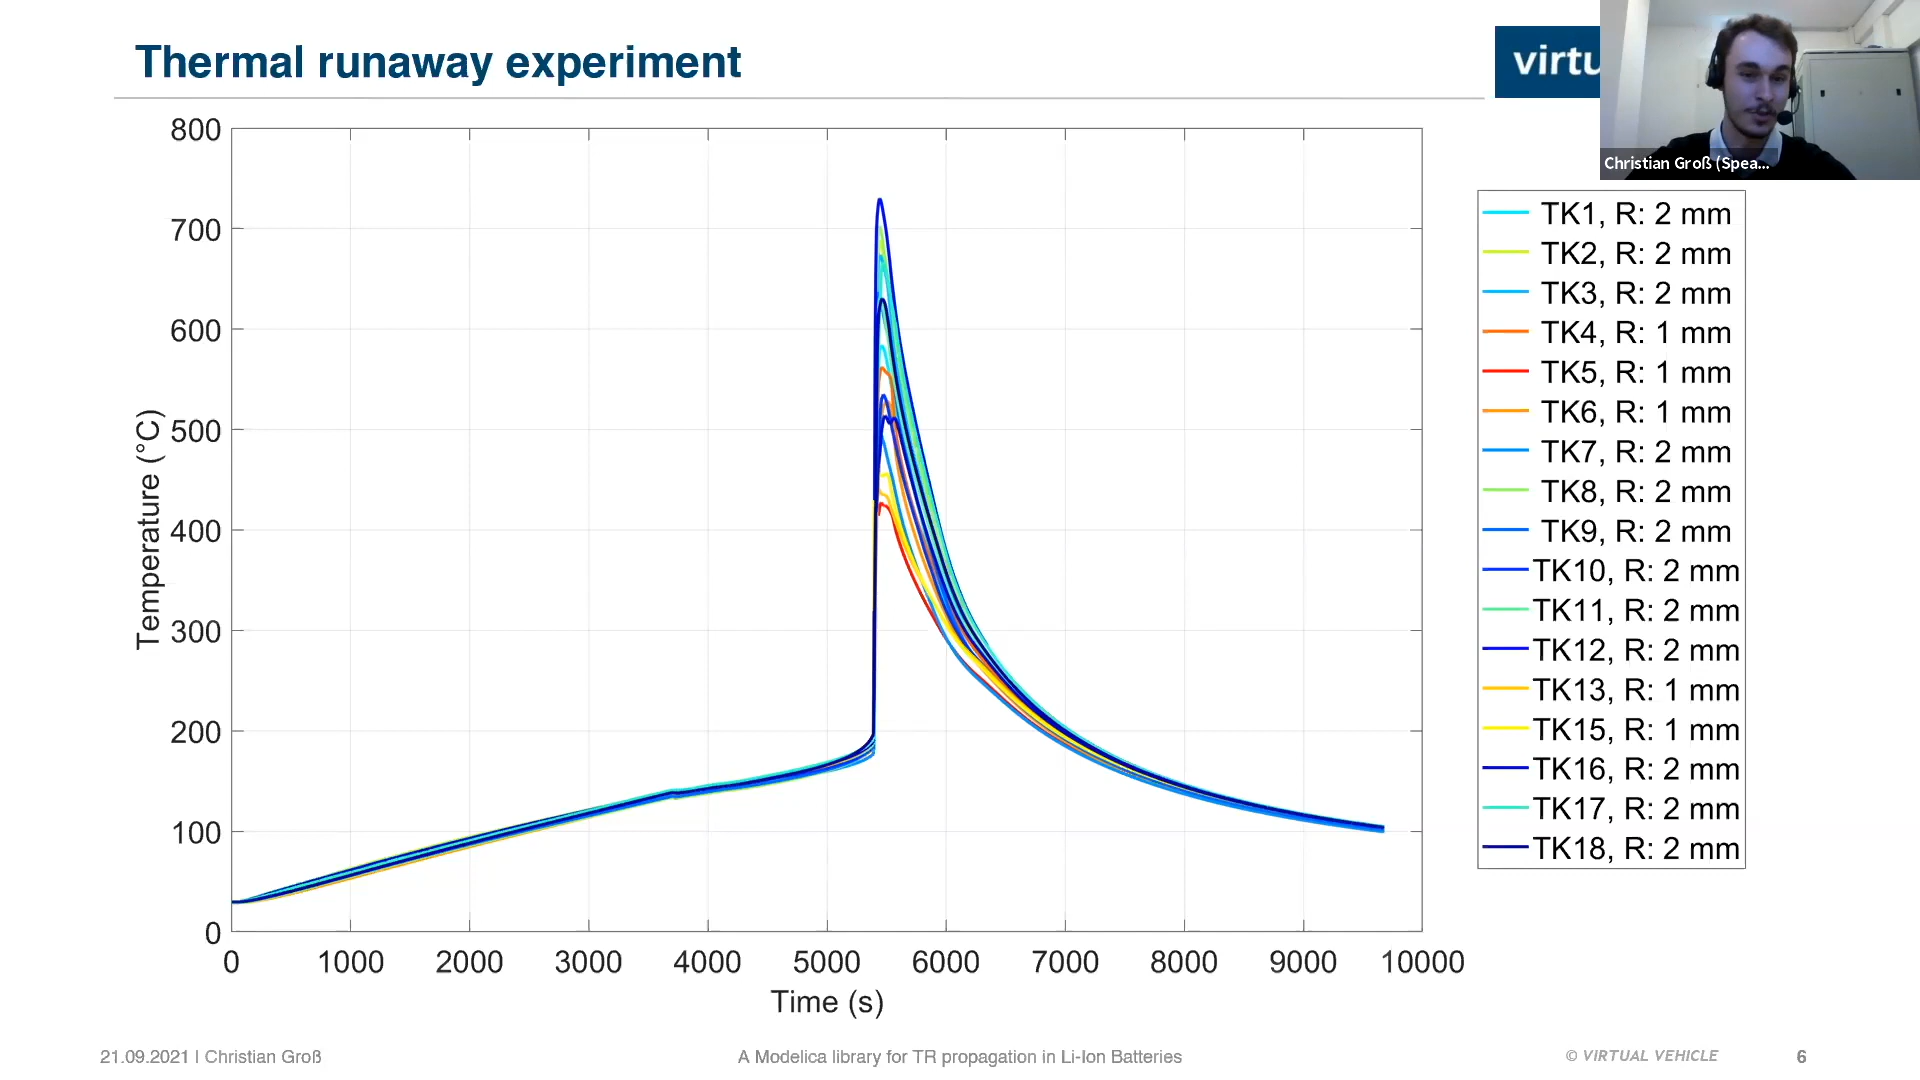 Thermal runaway experiment
virtu
Christian Groß (Spea...
800
700
600
500
400
300
200
100
0
Temperature (°C)
0 1000 2000 3000 4000 5000 6000 7000 8000 9000 10000
Time (s)
TK1, R: 2 mm
TK2, R: 2 mm
TK3, R: 2 mm
TK4, R: 1 mm
TK5, R: 1 mm
TK6, R: 1 mm
TK7, R: 2 mm
TK8, R: 2 mm
TK9, R: 2 mm
TK10, R: 2 mm
TK11, R: 2 mm
TK12, R: 2 mm
TK13, R: 1 mm
TK15, R: 1 mm
TK16, R: 2 mm
TK17, R: 2 mm
TK18, R: 2 mm
21.09.2021 | Christian Groß
A Modelica library for TR propagation in Li-Ion Batteries
© VIRTUAL VEHICLE
6